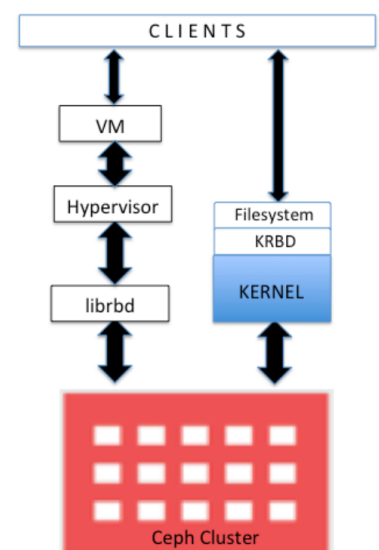 CLIENTS
VM
Hypervisor
librbd
Filesystem
KRBD
KERNEL
Ceph Cluster